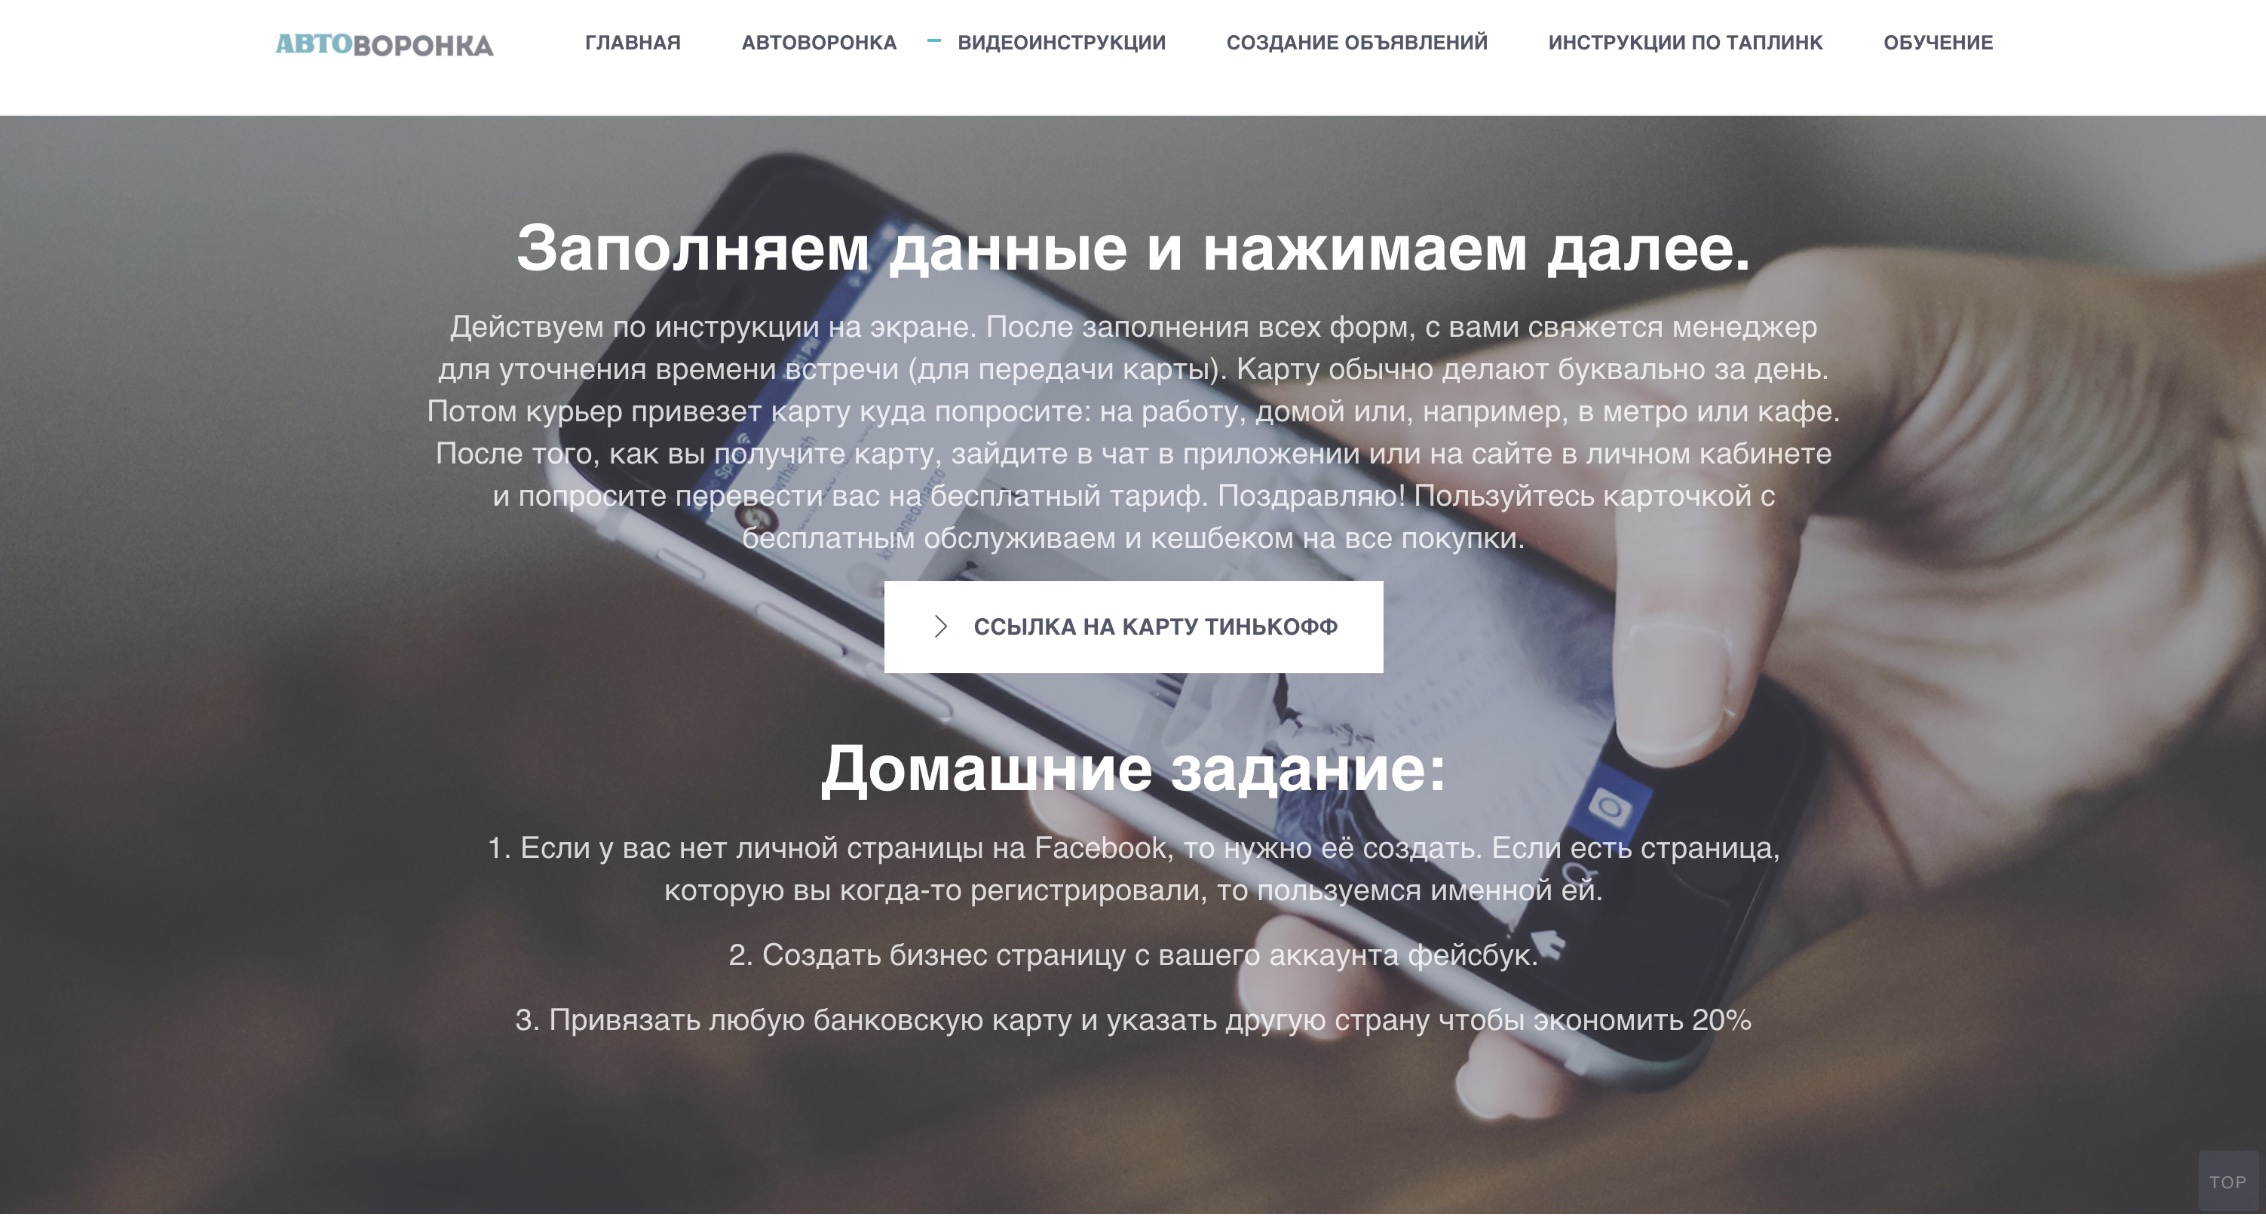 АВТОВОРОНКА
ГЛАВНАЯ
АВТОВОРОНКА
ВИДЕОИНСТРУКЦИИ
СОЗДАНИЕ ОБЪЯВЛЕНИЙ
ИНСТРУКЦИИ ПО ТАПЛИНК
ОБУЧЕНИЕ
Заполняем данные и нажимаем далее.
Действуем по инструкции на экране. После заполнения всех форм, с вами свяжется менеджер
для уточнения времени встречи (для передачи карты). Карту обычно делают буквально за день.
Потом курьер привезет карту куда попросите: на работу, домой или, например, в метро или кафе.
После того, как вы получите карту, зайдите в чат в приложении или на сайте в личном кабинете
и попросите перевести вас на бесплатный тариф. Поздравляю! Пользуйтесь карточкой с
бесплатным обслуживаем и кешбеком на все покупки.
ССЫЛКА НА КАРТУ ТИНЬКОФФ
Домашние задание:
1. Если у вас нет личной страницы на Facebook, то нужно её создать. Если есть страница,
которую вы когда-то регистрировали, то пользуемся именной ей.
2. Создать бизнес страницу с вашего аккаунта фейсбук.
3. Привязать любую банковскую карту и указать другую страну чтобы экономить 20%
TOP